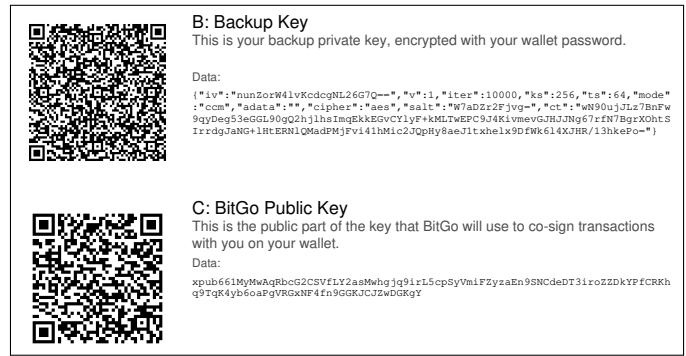 B: Backup Key
This is your backup private key, encrypted with your wallet password.
Data:
{"iv":"nunZorW4lvKcdcgNL26G7Q==","v":1,"iter":10000,"ks":256,"ts":64,"mode
":"ccm","adata":"","cipher":"aes","salt":"W7aDZr2Fjvg=","ct":"wN90ujJLz7BnFw
9qyDeg53eGGL90gQ2hjlhsImqEkkEGvCYlyF+kMLTwEPC9J4KivmevGJHJJNg67rfN7BgrXOhtS
IrrdgJaNG+lHtERNlQMadPMjFvi41hMic2JQpHy8aeJ1txhelx9DfWk6l4XJHR/13hkePo="}
C: BitGo Public Key
This is the public part of the key that BitGo will use to co-sign transactions
with you on your wallet.
Data:
xpub661MyMwAqRbcG2CSVfLY2asMwhgjq9irL5cpSyVmiFZyzaEn9SNCdeDT3iroZZDkYPfCRKh
q9TqK4yb6oaPgVRGxNF4fn9GGKJCJZwDGKgY